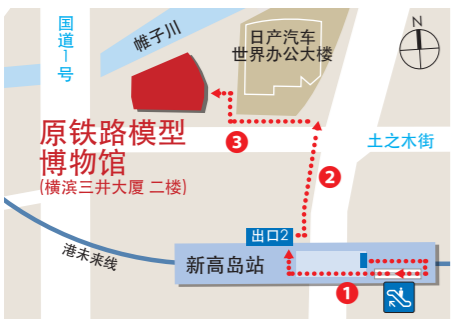 国道1号
帷子川
日产汽车
世界办公大楼
N
原铁路模型
博物馆
(横滨三井大厦 二楼)
3
土之木街
2
出口2
港未来线
新高岛站
1